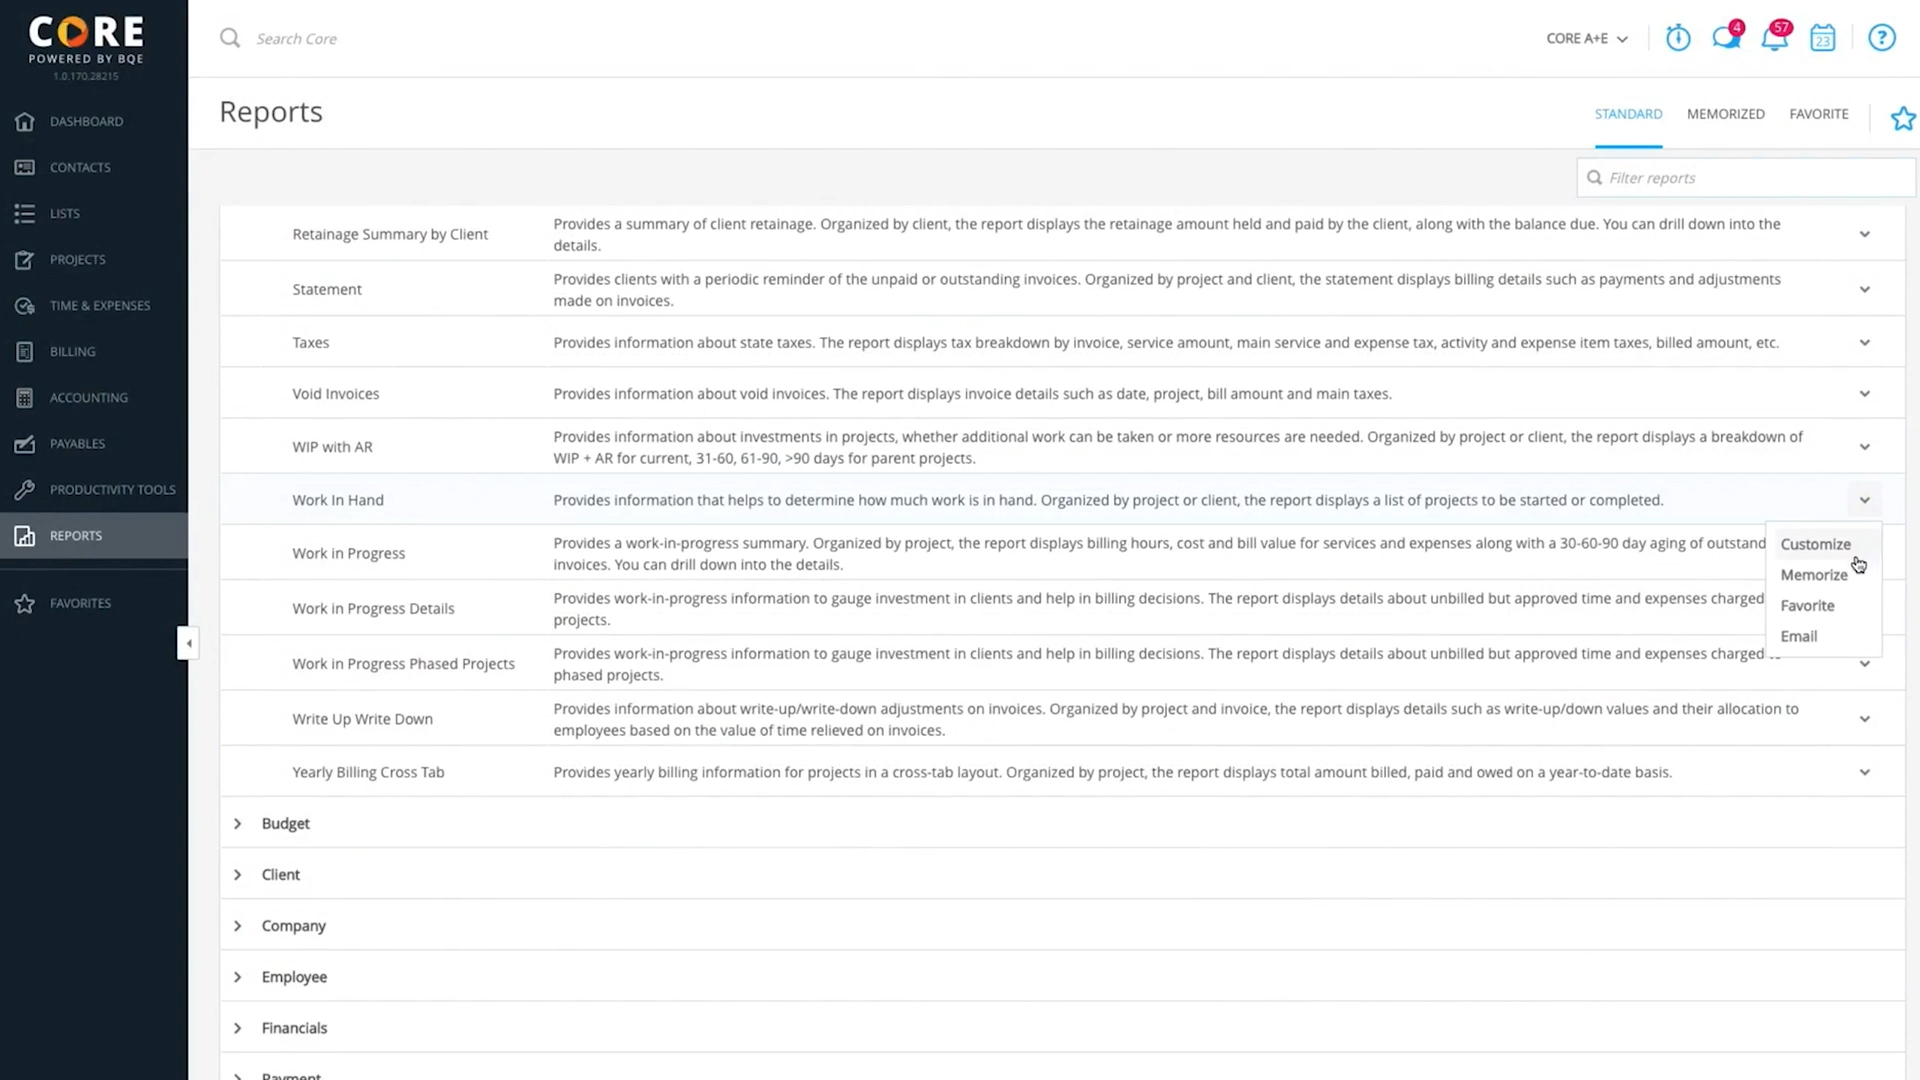 CORE
POWERED BY BQE
1.0.170.28215
Search Core
CORE A+E
4
57
23
?
DASHBOARD
CONTACTS
LISTS
PROJECTS
TIME & EXPENSES
BILLING
ACCOUNTING
PAYABLES
PRODUCTIVITY TOOLS
REPORTS
FAVORITES
Reports
STANDARD
MEMORIZED
FAVORITE
Filter reports
Retainage Summary by Client
Provides a summary of client retainage. Organized by client, the report displays the retainage amount held and paid by the client, along with the balance due. You can drill down into the
details.
Statement
Provides clients with a periodic reminder of the unpaid or outstanding invoices. Organized by project and client, the statement displays billing details such as payments and adjustments
made on invoices.
Taxes
Provides information about state taxes. The report displays tax breakdown by invoice, service amount, main service and expense tax, activity and expense item taxes, billed amount, etc.
Void Invoices
Provides information about void invoices. The report displays invoice details such as date, project, bill amount and main taxes.
WIP with AR
Provides information about investments in projects, whether additional work can be taken or more resources are needed. Organized by project or client, the report displays a breakdown of
WIP + AR for current, 31-60, 61-90, >90 days for parent projects.
Work In Hand
Provides information that helps to determine how much work is in hand. Organized by project or client, the report displays a list of projects to be started or completed.
Work in Progress
Provides a work-in-progress summary. Organized by project, the report displays billing hours, cost and bill value for services and expenses along with a 30-60-90 day aging of outstand
invoices. You can drill down into the details.
Work in Progress Details
Provides work-in-progress information to gauge investment in clients and help in billing decisions. The report displays details about unbilled but approved time and expenses charged
projects.
Work in Progress Phased Projects
Provides work-in-progress information to gauge investment in clients and help in billing decisions. The report displays details about unbilled but approved time and expenses charged
phased projects.
Write Up Write Down
Provides information about write-up/write-down adjustments on invoices. Organized by project and invoice, the report displays details such as write-up/down values and their allocation to
employees based on the value of time relieved on invoices.
Yearly Billing Cross Tab
Provides yearly billing information for projects in a cross-tab layout. Organized by project, the report displays total amount billed, paid and owed on a year-to-date basis.
Customize
Memorize
Favorite
Email
Budget
Client
Company
Employee
Financials
Payment